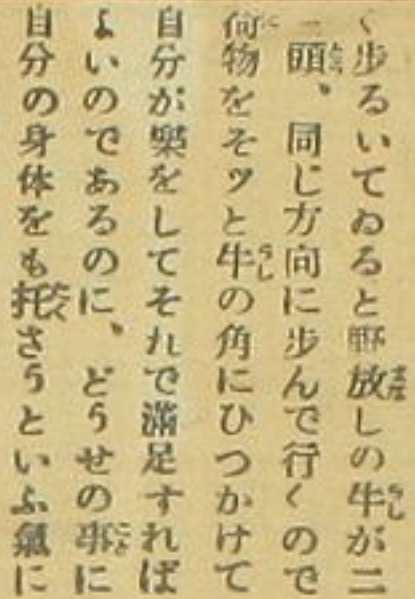 く歩るいてゐると野放しの牛が二
頭、同じ方向に歩んで行くので
荷物をそッと牛の角にひつかけて
自分が樂をしてそれで滿足すれば
よいのであるのに、どうせの事に
自分の身体をも托さうといふ氣に